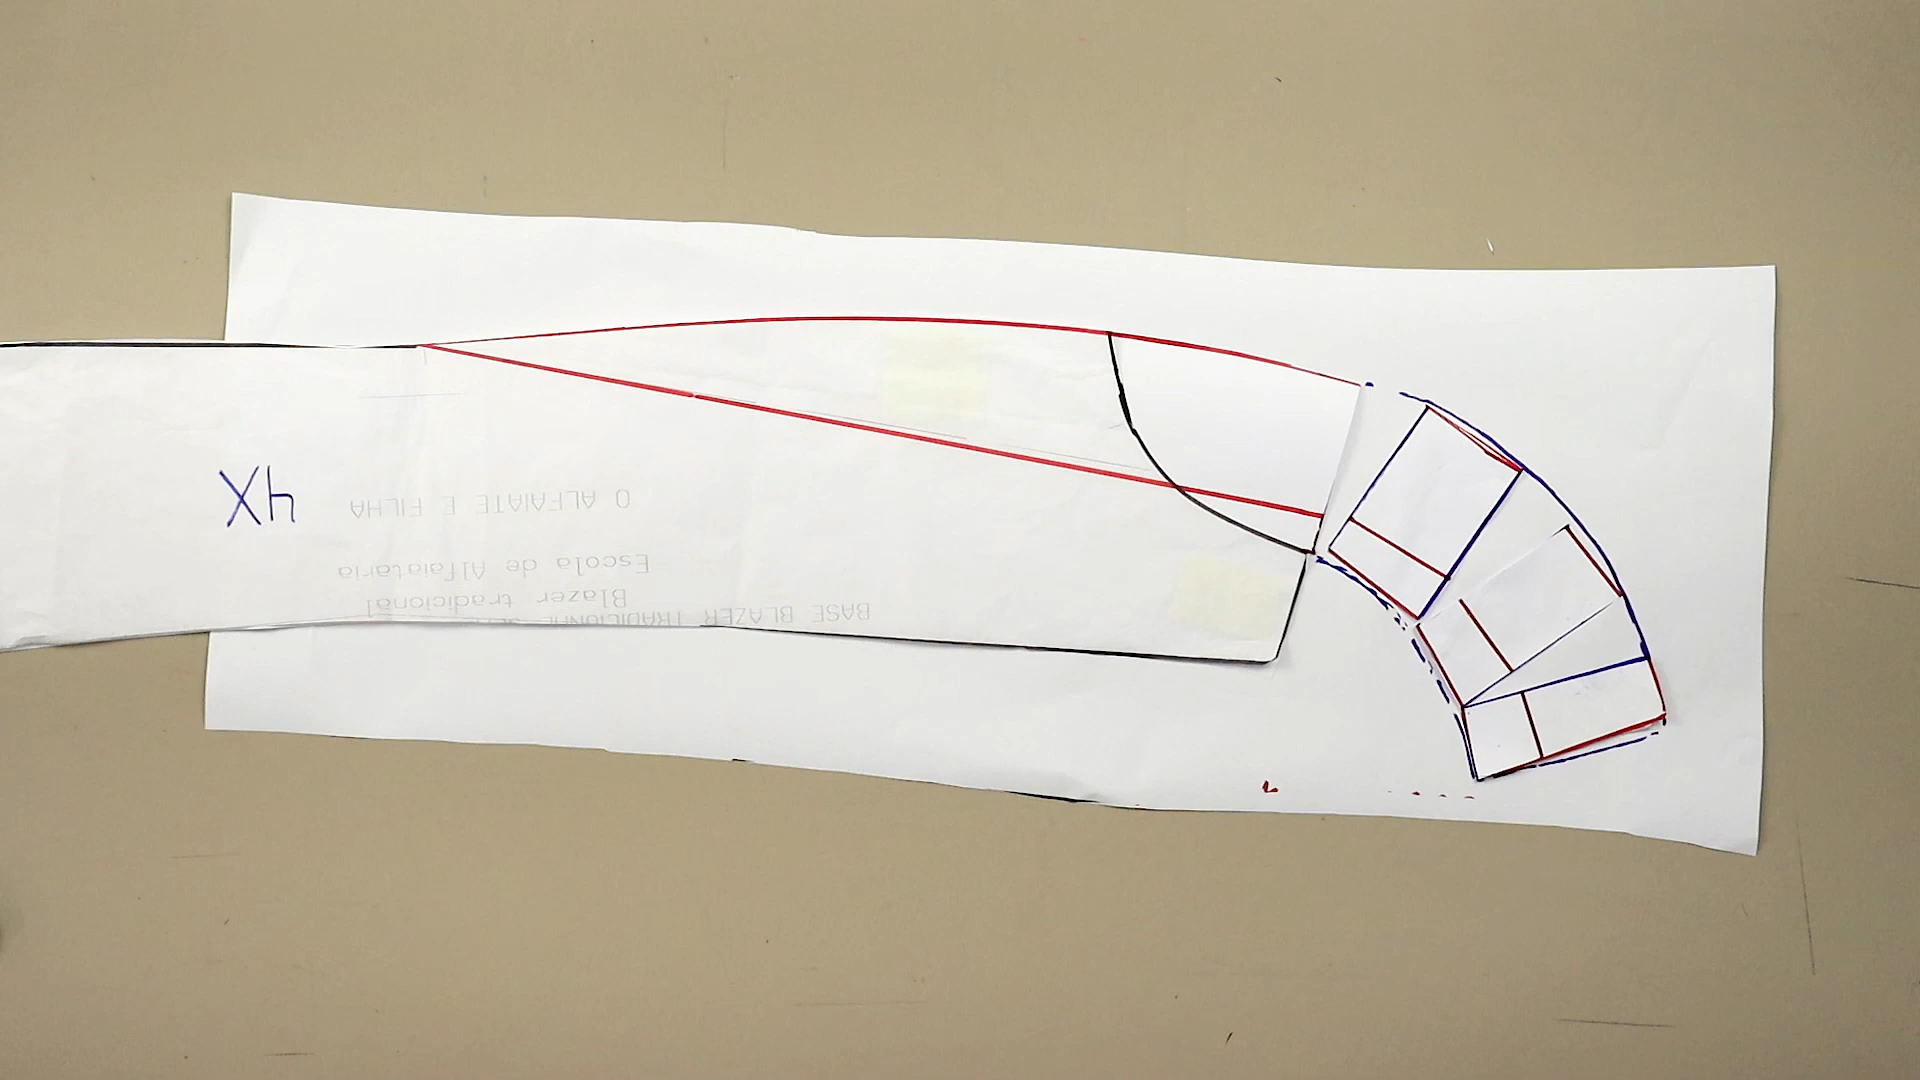 Xh
O ALFAIATE E FILHA
Escola de Alfaiataria
Blazer tradicional
BASE BLAZER TRADICIONAL